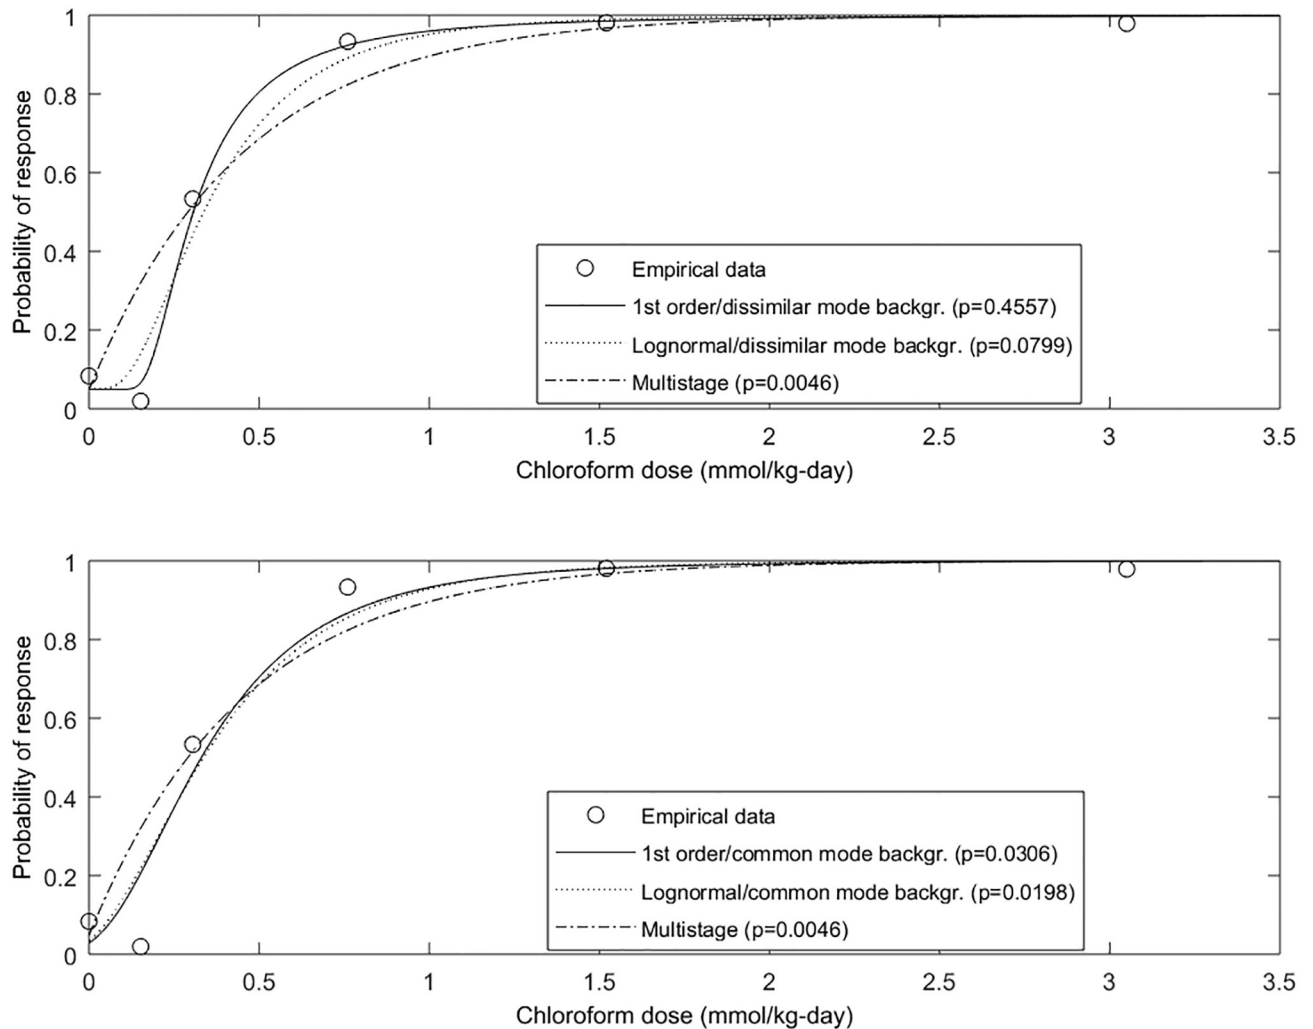 1
0.8
0.6
0.4
0.2
0
Probability of response
Empirical data
1st order/dissimilar mode backgr. (p=0.4557)
Lognormal/dissimilar mode backgr. (p=0.0799)
Multistage (p=0.0046)
0 0.5 1 1.5 2 2.5 3 3.5
Chloroform dose (mmol/kg-day)
1
0.8
0.6
0.4
0.2
0
Probability of response
Empirical data
1st order/common mode backgr. (p=0.0306)
Lognormal/common mode backgr. (p=0.0198)
Multistage (p=0.0046)
0 0.5 1 1.5 2 2.5 3 3.5
Chloroform dose (mmol/kg-day)